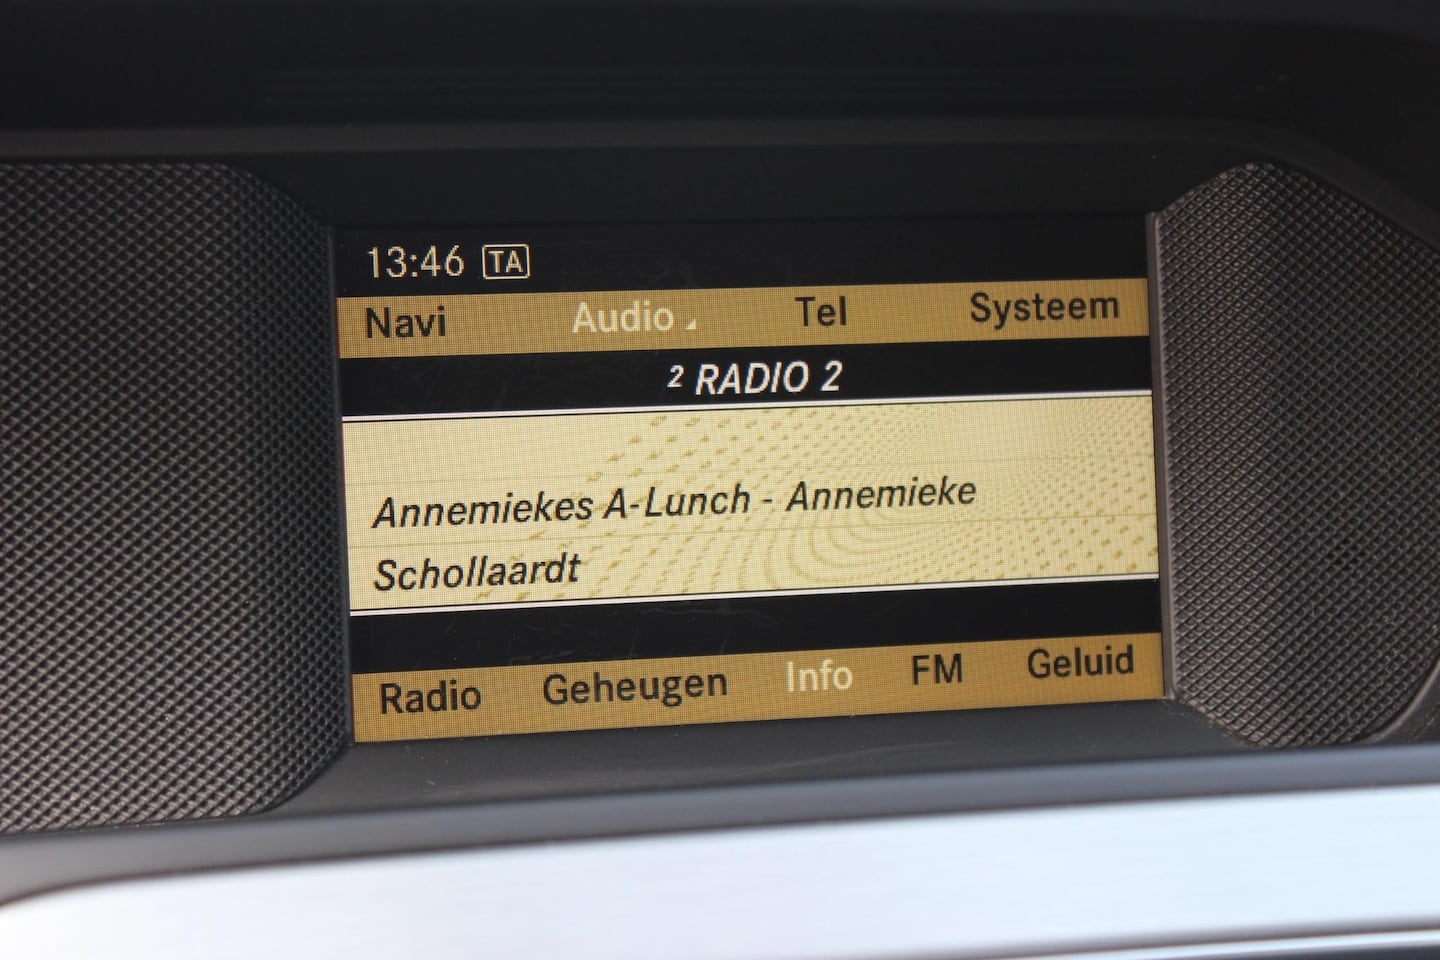 13:46 TA
Navi Audio Tel Systeem
2 RADIO 2
Annemiekes A-Lunch - Annemieke
Schollaardt
Radio Geheugen Info FM Geluid